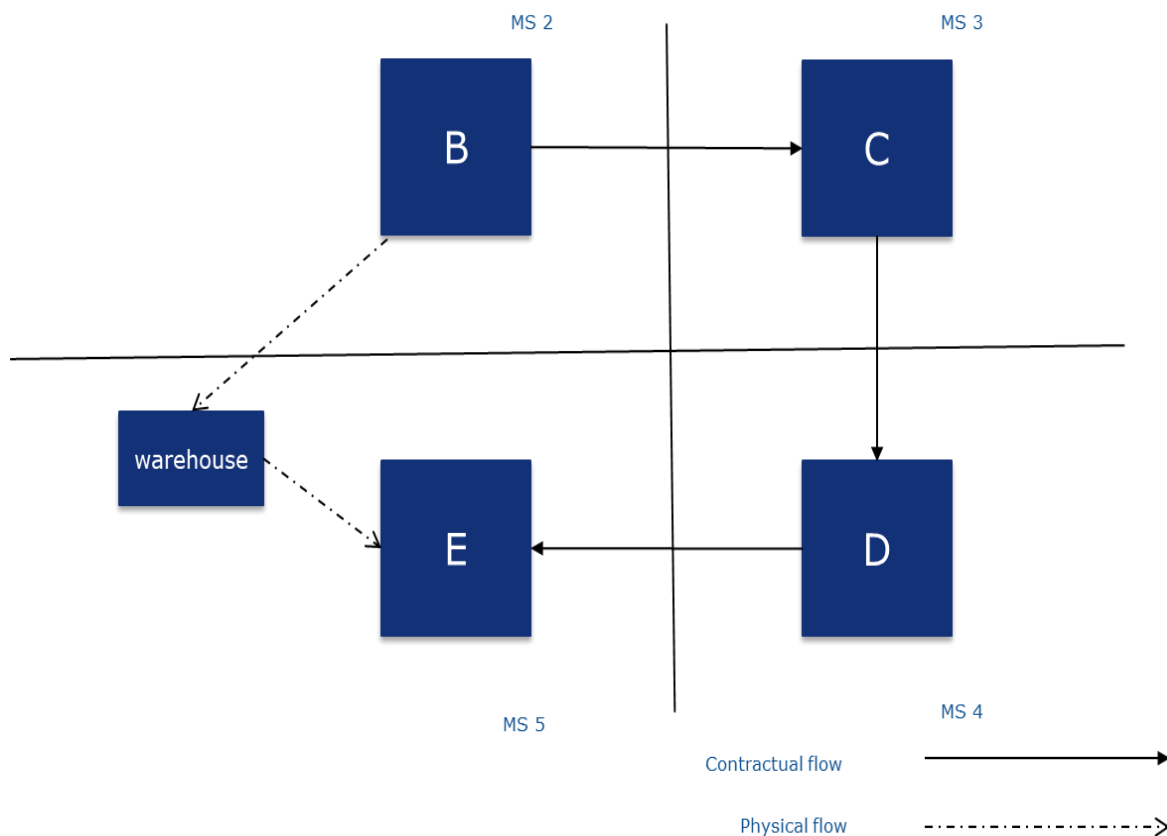 MS 2
MS 3
B
C
warehouse
E
D
MS 5
MS 4
Contractual flow
Physical flow